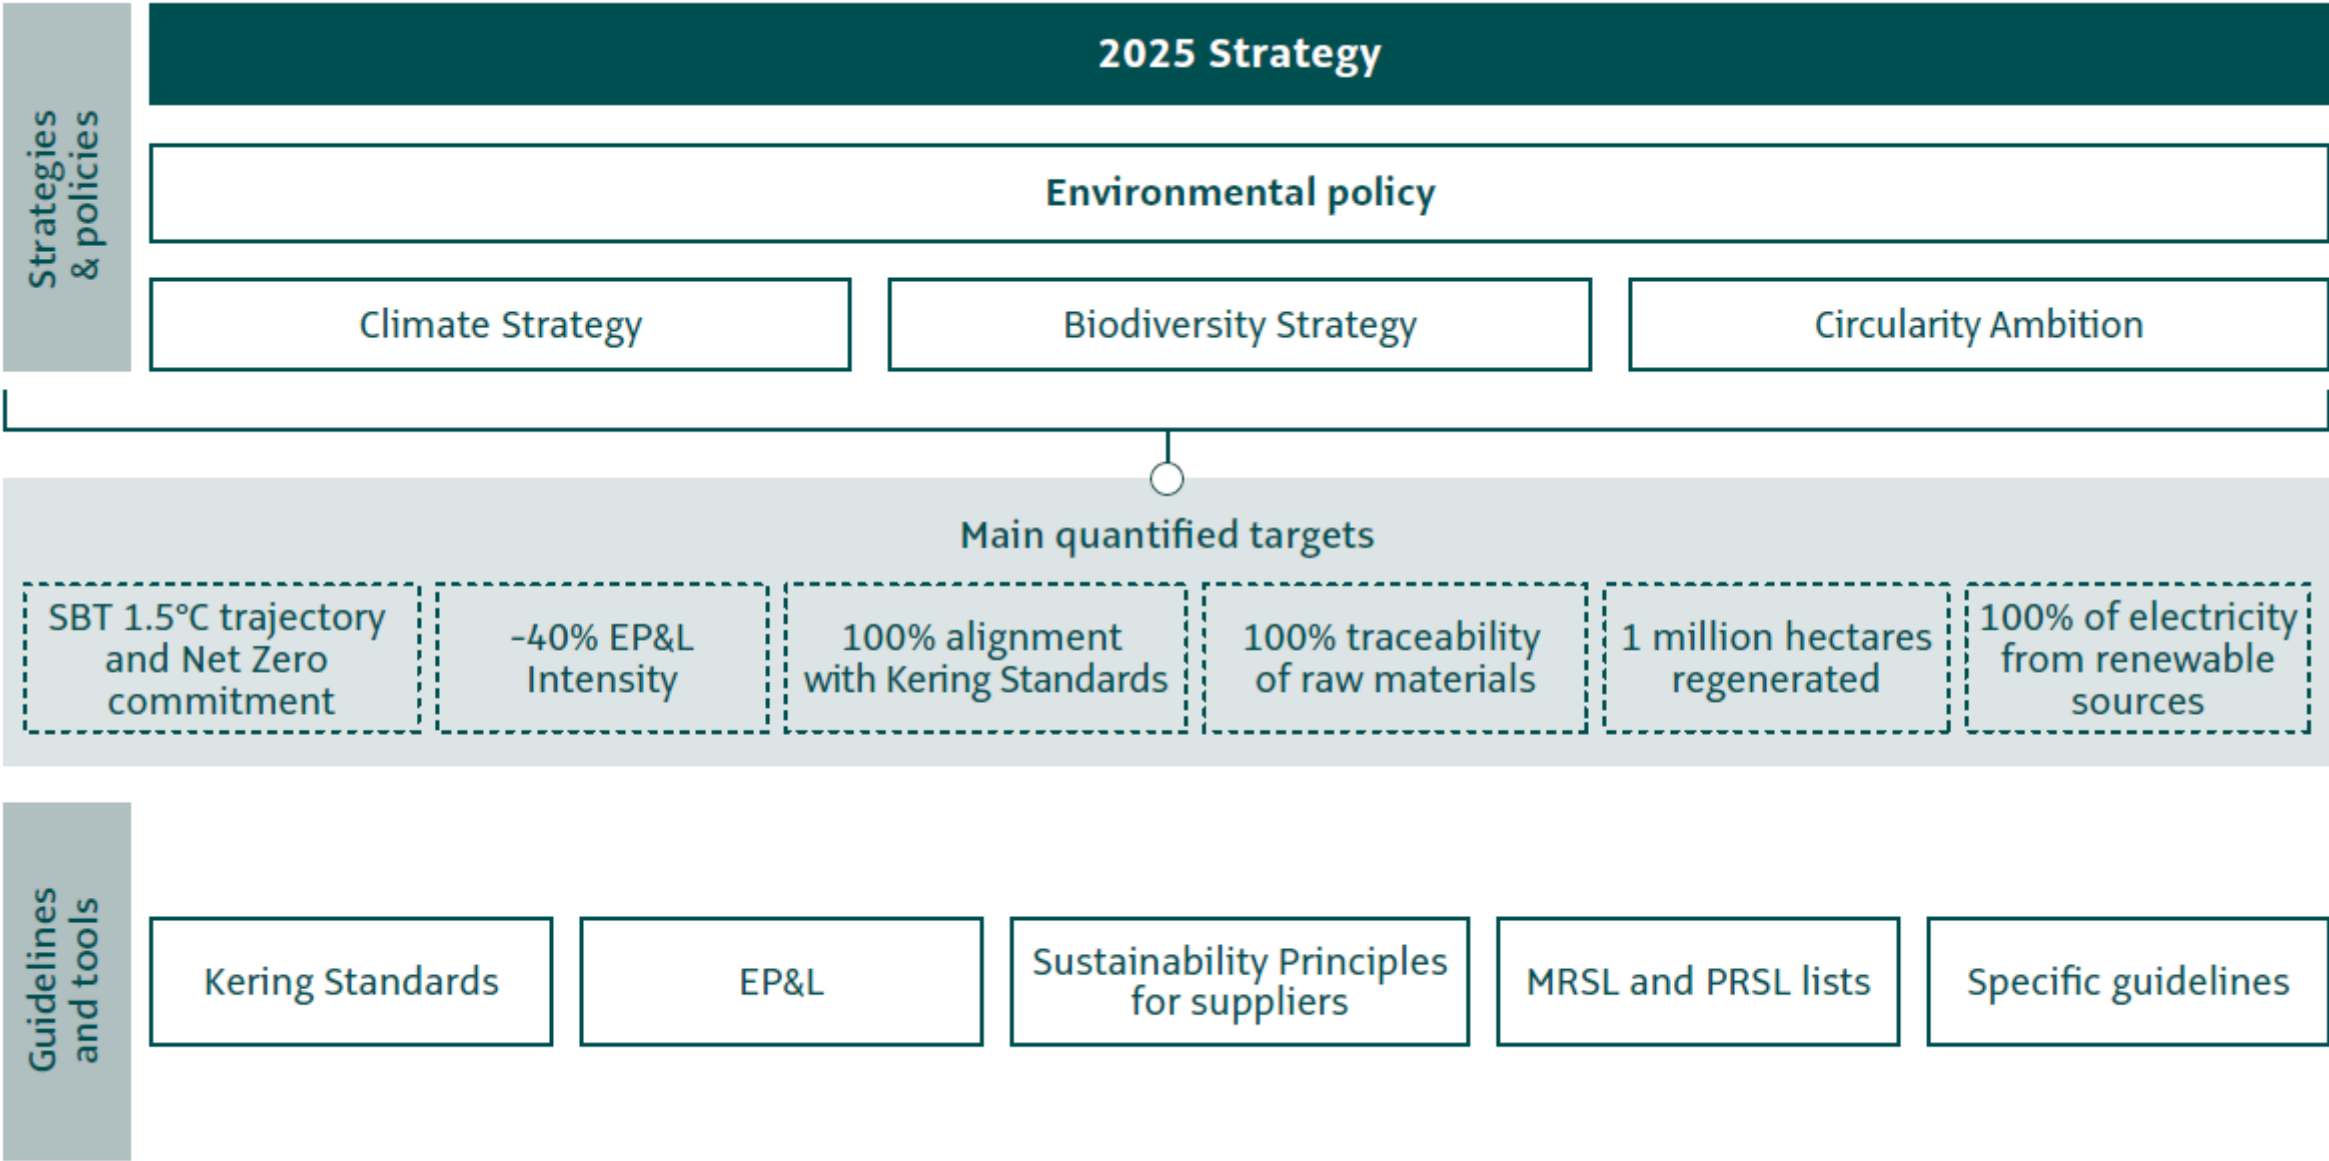 2025 Strategy
Strategies
& policies
Environmental policy
Climate Strategy
Biodiversity Strategy
Circularity Ambition
Main quantified targets
SBT 1.5°C trajectory
and Net Zero
commitment
-40% EP&L
Intensity
100% alignment
with Kering Standards
100% traceability
of raw materials
1 million hectares
regenerated
100% of electricity
from renewable
sources
Guidelines
and tools
Kering Standards
EP&L
Sustainability Principles
for suppliers
MRSL and PRSL lists
Specific guidelines